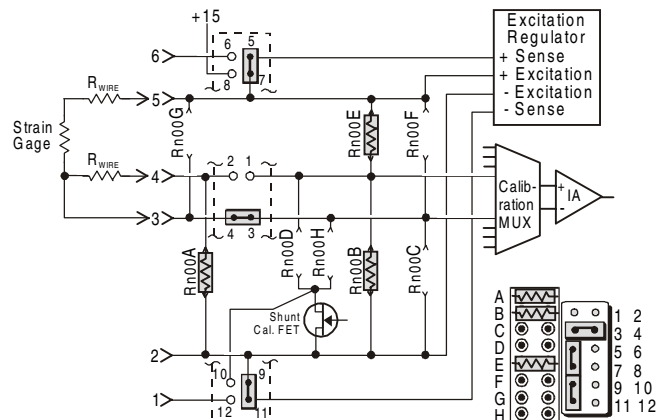 +15
6
6
5
8
7
Excitation
Regulator
+ Sense
+ Excitation
- Excitation
- Sense
RWIRE
5
Strain
Gage
Rn00G
Rn00E
Rn00F
RWIRE
4
2
1
3
4
3
Calib-
ration
MUX
+
-
IA
Rn00A
Rn00D
Rn00H
Rn00B
Rn00C
Shunt
Cal. FET
2
10
9
1
12
11
A
B
C
D
E
F
G
H
1 2
3 4
5 6
7 8
9 10
11 12